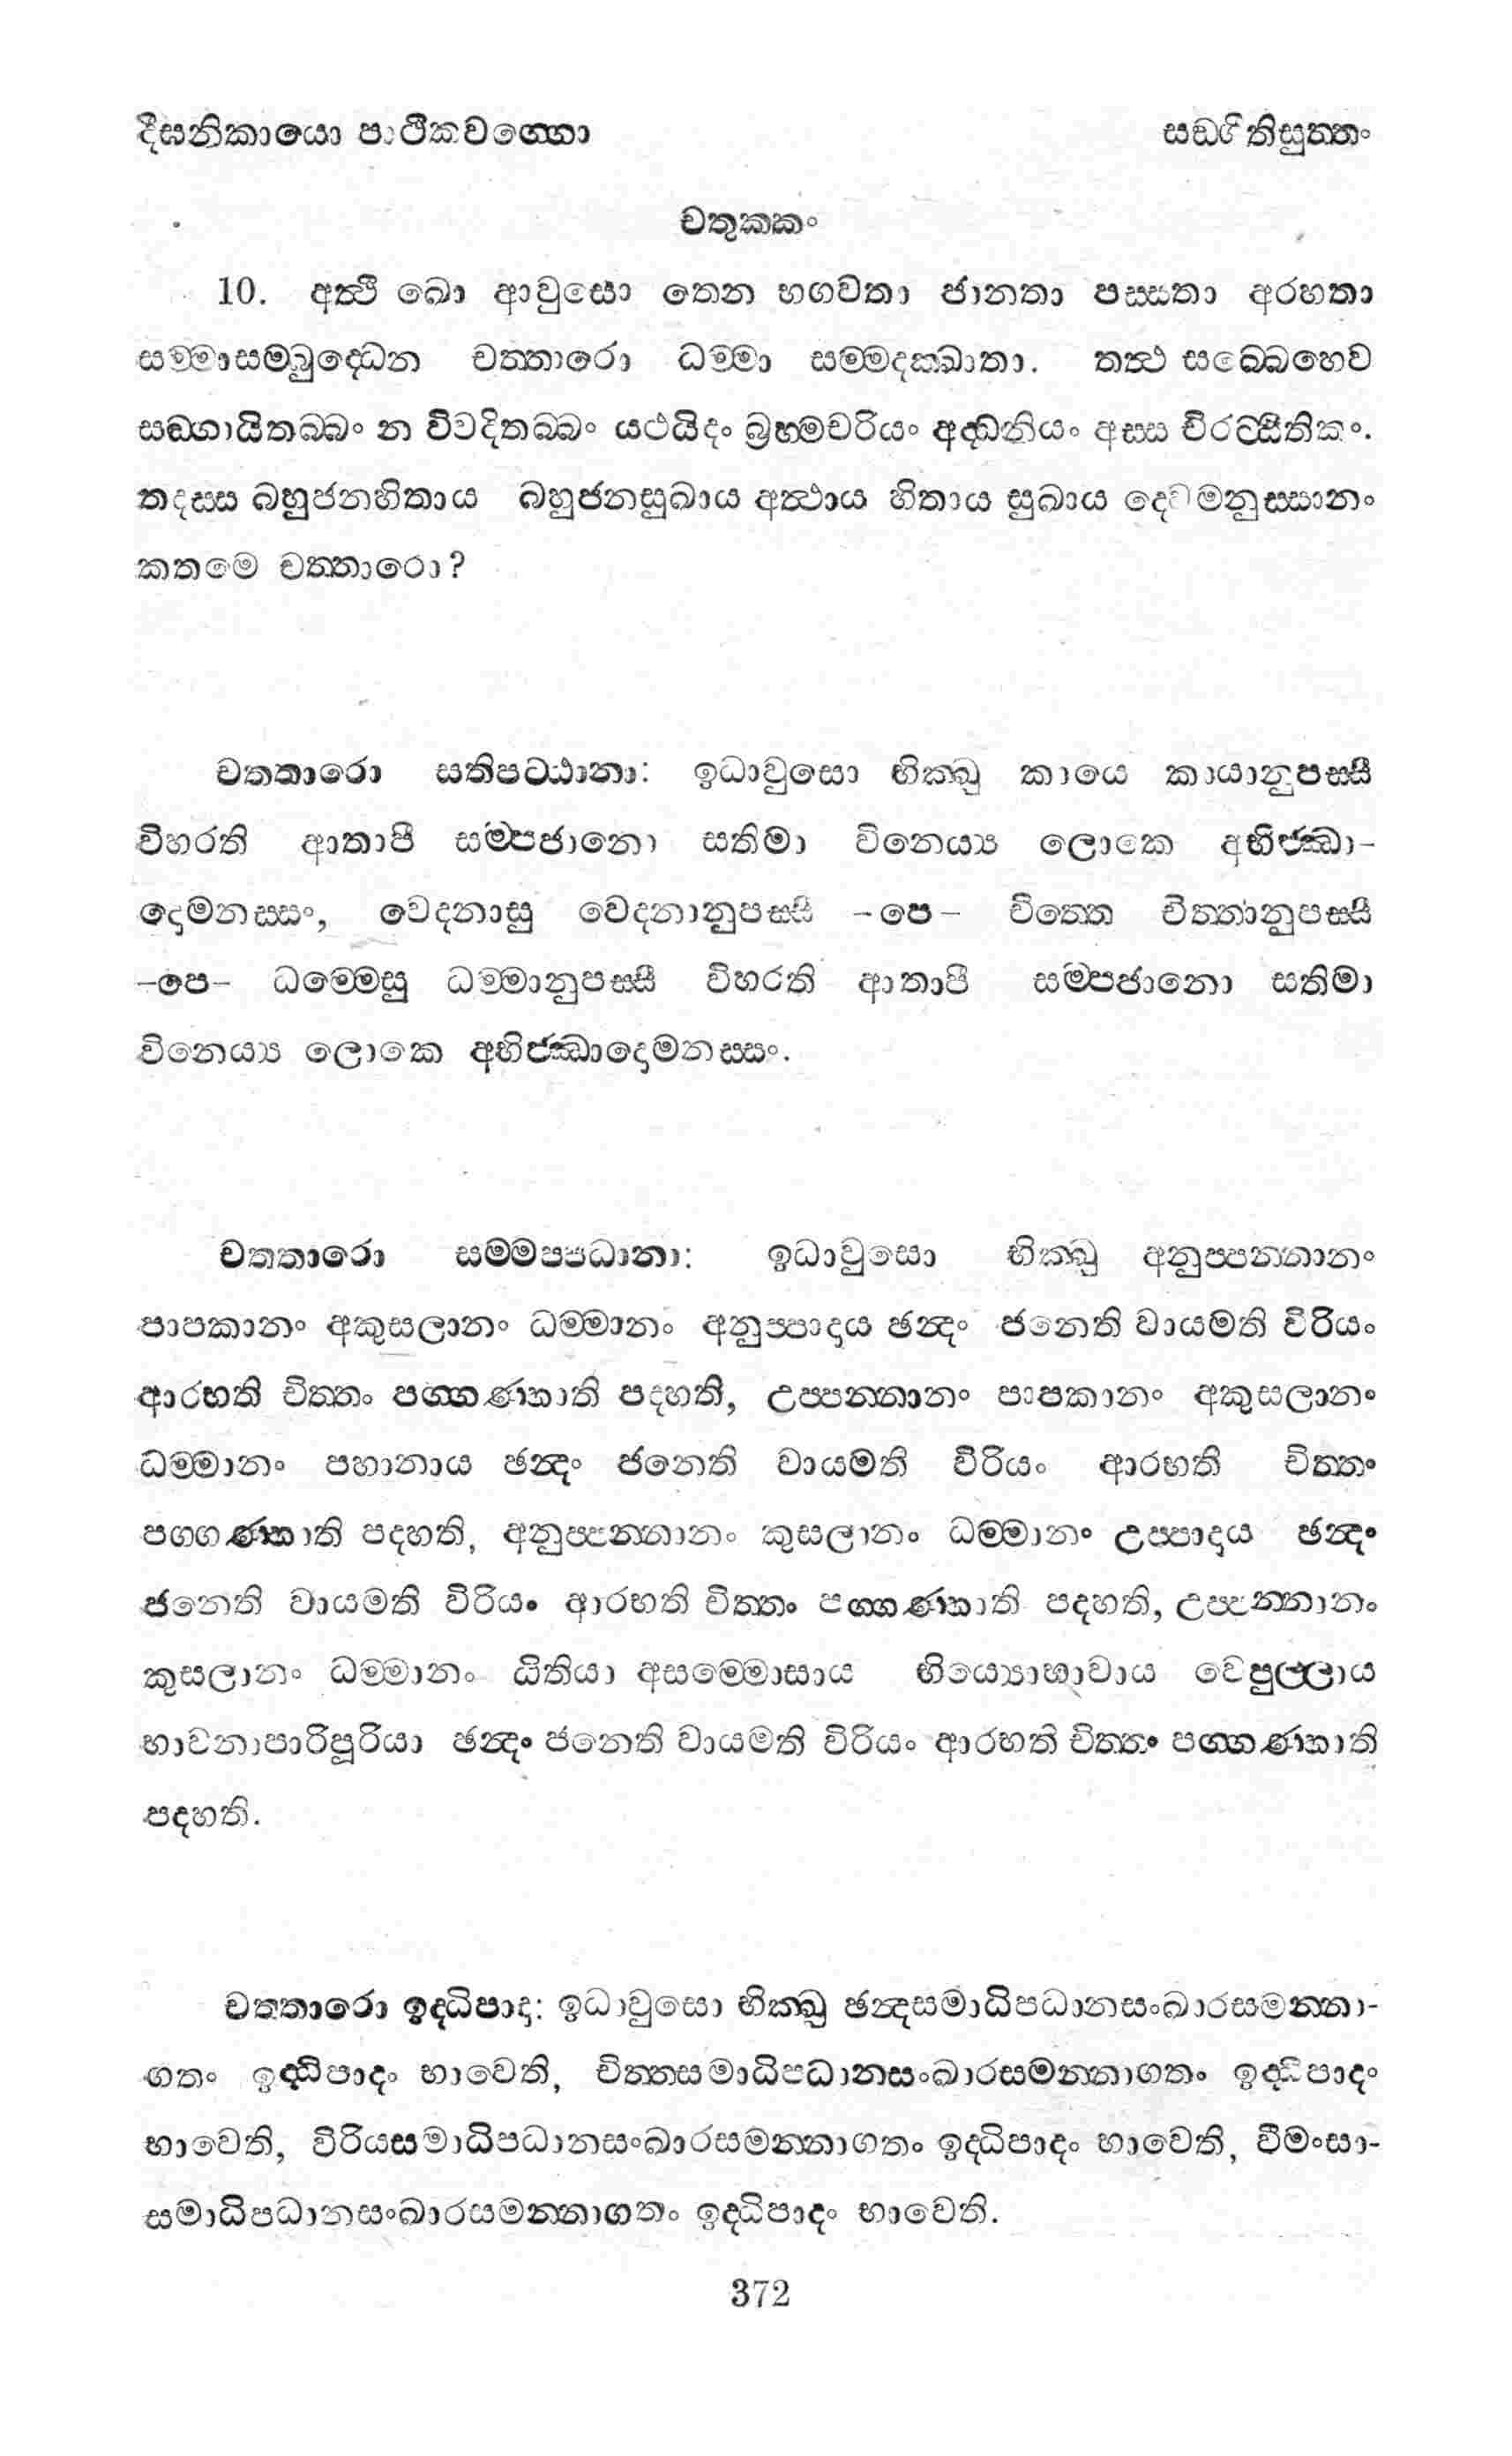 දීඝනිකායො පාථිකවග්ගො සඞ්ගීතිසුත්තං
චතුක්කං
10. අත්ථි ඛො ආවුසො තෙන භගවතා ජානතා පස්සතා අරහතා
සම්මාසම්බුද්ධෙන චත්තාරො ධම්මා සම්මදක්ඛාතා. තත්ථ සබ්බෙහෙව
සඞ්ගායිතබ්බං න විවදිතබ්බං යථයිදං බ්‍රහ්මචරියං අද්ධනියං අස්ස චිරට්ඨිතිකං.
තදස්ස බහුජනහිතාය බහුජනසුඛාය අත්ථාය හිතාය සුඛාය දෙවමනුස්සානං
කතමෙ චත්තාරො?
චත්තාරො සතිපට්ඨානා: ඉධාවුසො භික්ඛු කායෙ කායානුපස්සී
විහරති ආතාපී සම්පජානො සතිමා විනෙය්‍ය ලොකෙ අභිජ්ඣා-
දොමනස්සං, වෙදනාසු වෙදනානුපස්සී -පෙ- චිත්තෙ චිත්තානුපස්සී
-පෙ- ධම්මෙසු ධම්මානුපස්සී විහරති ආතාපී සම්පජානො සතිමා
විනෙය්‍ය ලොකෙ අභිජ්ඣාදොමනස්සං.
චත්තාරො සම්මප්පධානා: ඉධාවුසො භික්ඛු අනුප්පන්නානං
පාපකානං අකුසලානං ධම්මානං අනුප්පාදාය ඡන්දං ජනෙති වායමති විරියං
ආරභති චිත්තං පග්ගණ්හාති පදහති, උප්පන්නානං පාපකානං අකුසලානං
ධම්මානං පහානාය ඡන්දං ජනෙති වායමති විරියං ආරභති චිත්තං
පග්ගණ්හාති පදහති, අනුප්පන්නානං කුසලානං ධම්මානං උප්පාදාය ඡන්දං
ජනෙති වායමති විරියං ආරභති චිත්තං පග්ගණ්හාති පදහති, උප්පන්නානං
කුසලානං ධම්මානං ඨිතියා අසම්මොසාය භිය්‍යොභාවාය වෙපුල්ලාය
භාවනාපාරිපූරියා ඡන්දං ජනෙති වායමති විරියං ආරභති චිත්තං පග්ගණ්හාති
පදහති.
චත්තාරො ඉද්ධිපාදා: ඉධාවුසො භික්ඛු ඡන්දසමාධිපධානසංඛාරසමන්නා-
ගතං ඉද්ධිපාදං භාවෙති, චිත්තසමාධිපධානසංඛාරසමන්නාගතං ඉද්ධිපාදං
භාවෙති, විරියසමාධිපධානසංඛාරසමන්නාගතං ඉද්ධිපාදං භාවෙති, වීමංසා-
සමාධිපධානසංඛාරසමන්නාගතං ඉද්ධිපාදං භාවෙති.
372